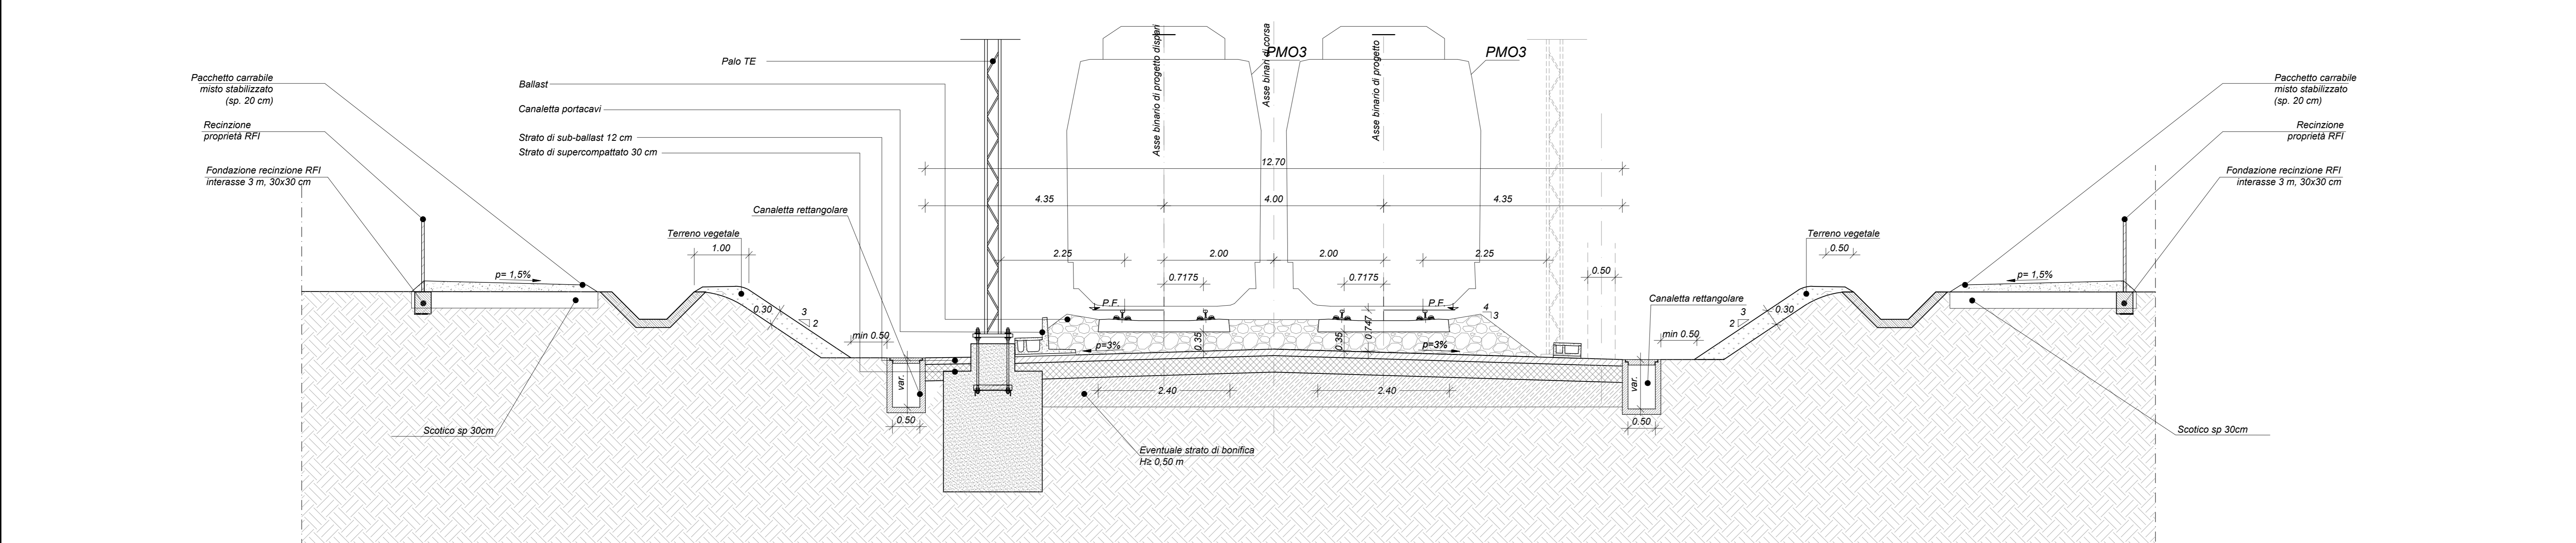 Pacchetto carrabile
misto stabilizzato
(sp. 20 cm)
Recinzione
proprietà RFI
Fondazione recinzione RFI
interasse 3 m, 30x30 cm
p= 1,5%
Scotico sp 30cm
Terreno vegetale
1.00
0.30
3
2
min 0.50
Canaletta rettangolare
var.
0.50
Palo TE
Ballast
Canaletta portacavi
Strato di sub-ballast 12 cm
Strato di supercompattato 30 cm
Asse binario di progetto dispari
Asse binari di corsa
Asse binario di progetto
PMO3
PMO3
12.70
4.35
4.00
4.35
2.25
2.00
2.00
2.25
0.7175
0.7175
P.F.
P.F.
0.35
0.35
0.747
4
3
p=3%
p=3%
2.40
2.40
Eventuale strato di bonifica
H≥ 0,50 m
0.50
Canaletta rettangolare
var.
0.50
min 0.50
Terreno vegetale
0.50
0.30
3
2
p= 1,5%
Pacchetto carrabile
misto stabilizzato
(sp. 20 cm)
Recinzione
proprietà RFI
Fondazione recinzione RFI
interasse 3 m, 30x30 cm
Scotico sp 30cm